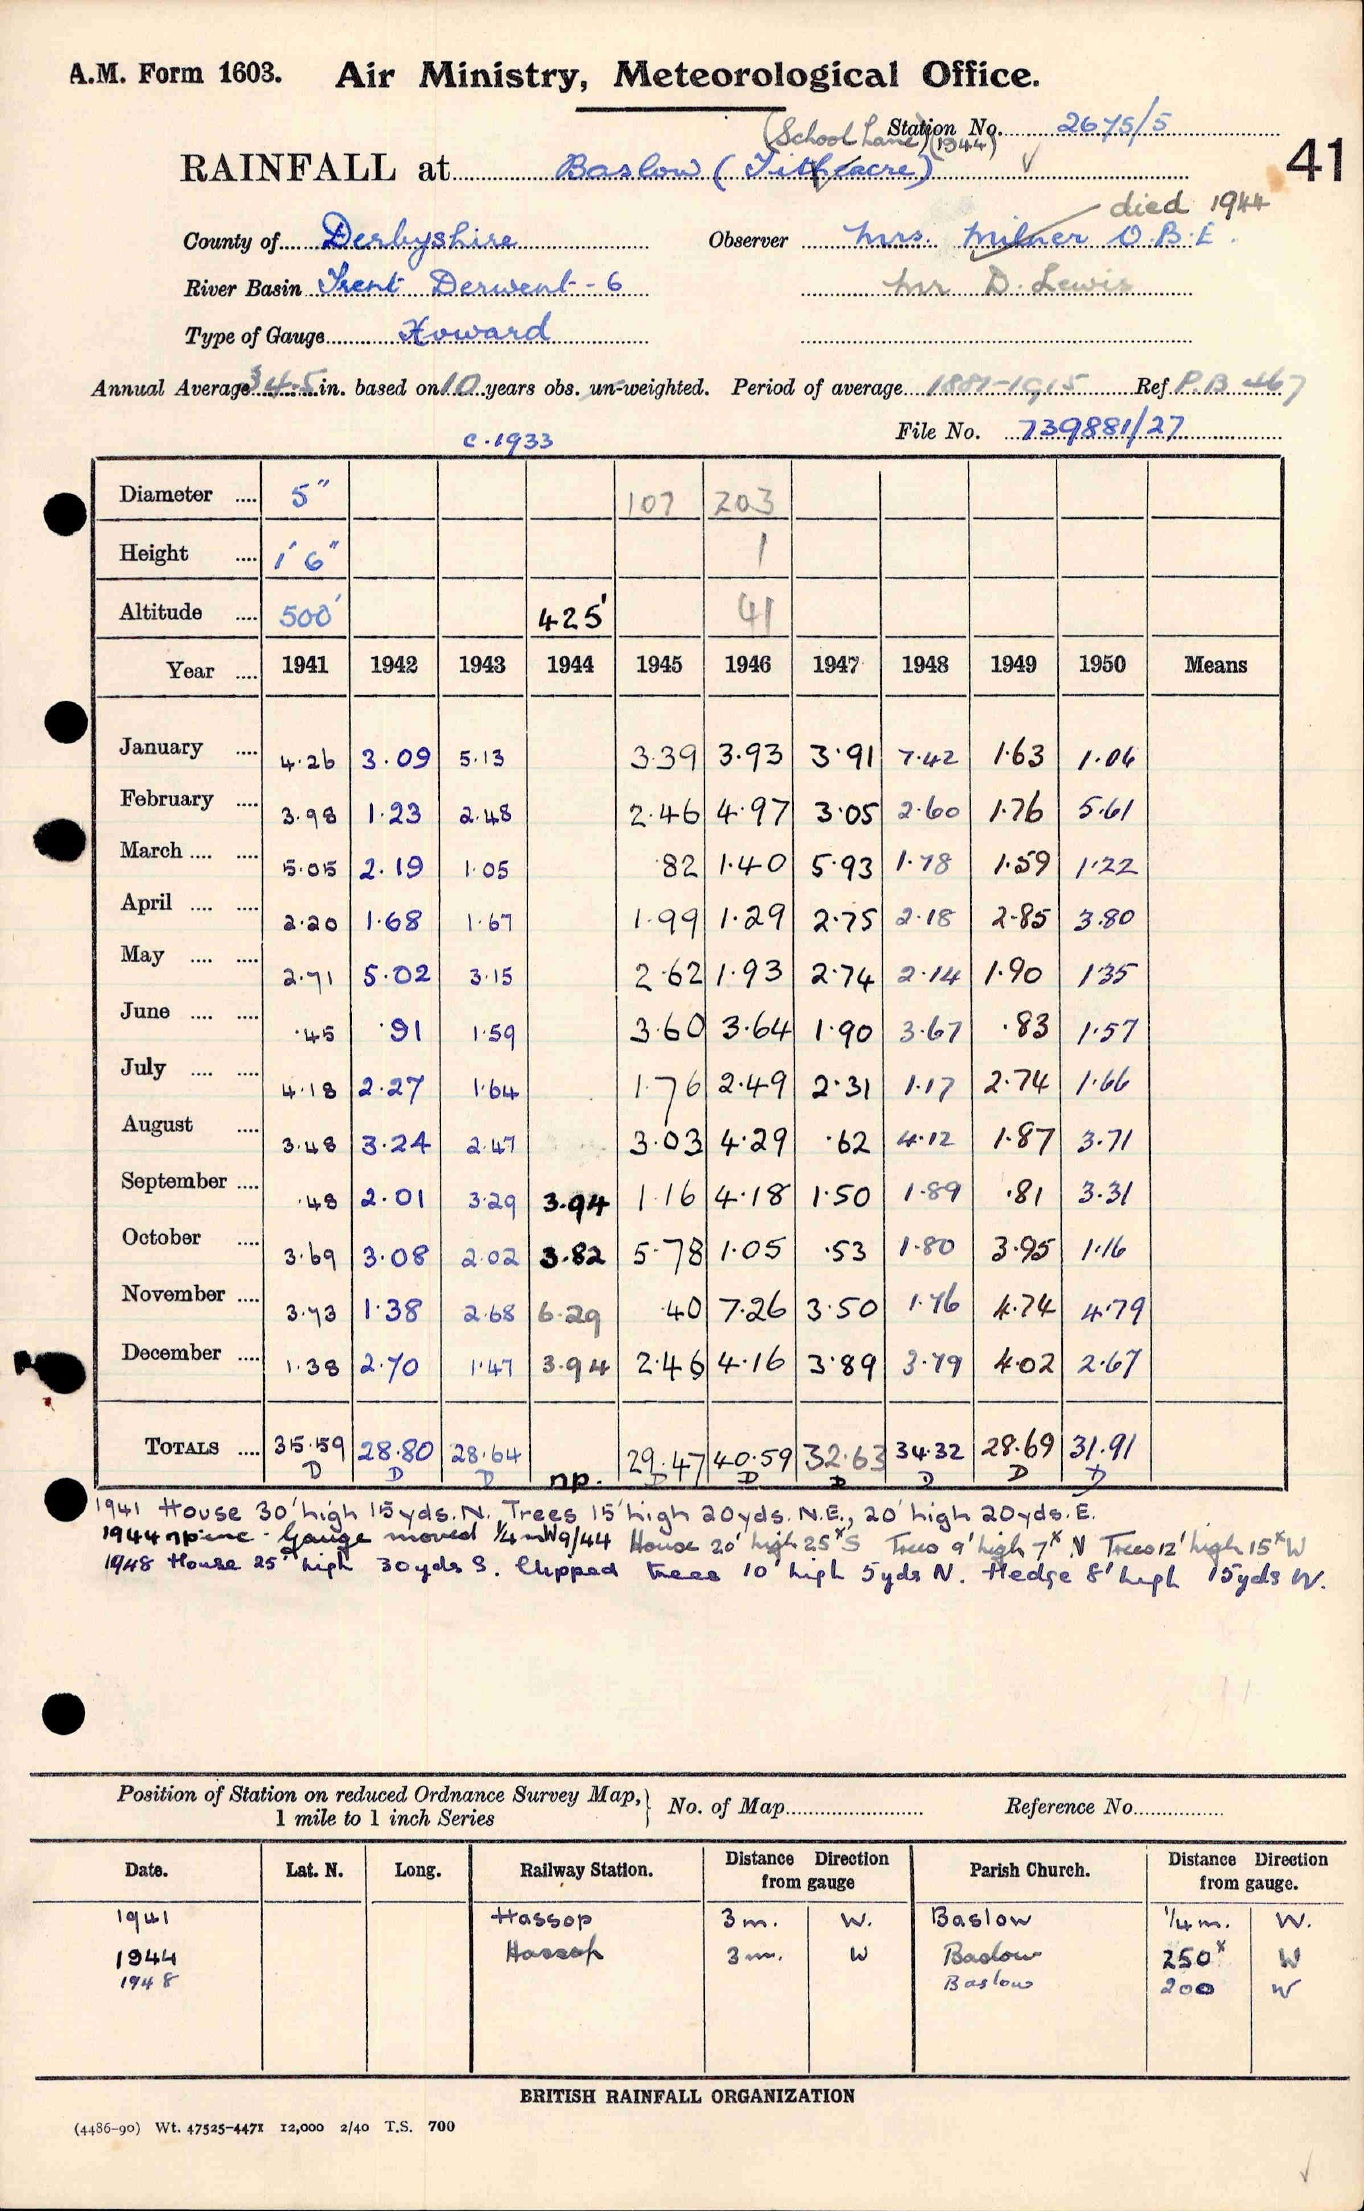 A.M. Form 1603. Air Ministry, Meteorological Office.
Station No. 2675/5
(School Lane) (1944)
RAINFALL at Baslow (Titheacre)
41
died 1944
County of Derbyshire Observer Mrs. Milner O.B.E.
River Basin Trent Derwent - 6 Mr D. Lewis
Type of Gauge Howard
Annual Average 34.5 in. based on 10 years obs. un-weighted. Period of average 1881-1915 Ref P.B. 467
c. 1933 File No. 739881/27
Diameter .... 5" 107 203
Height .... 1' 6" 1
Altitude .... 500' 425' 41
Year .... 1941 1942 1943 1944 1945 1946 1947 1948 1949 1950 Means
January .... 4.26 3.09 5.13 3.39 3.93 3.91 7.42 1.63 1.06
February .... 3.98 1.23 2.48 2.46 4.97 3.05 2.60 1.76 5.61
March .... .... 5.05 2.19 1.05 .82 1.40 5.93 1.78 1.59 1.22
April .... .... 2.20 1.68 1.67 1.99 1.29 2.75 2.18 2.85 3.80
May .... .... 2.71 5.02 3.15 2.62 1.93 2.74 2.14 1.90 1.35
June .... .... .45 .91 1.59 3.60 3.64 1.90 3.67 .83 1.57
July .... .... 4.18 2.27 1.64 1.76 2.49 2.31 1.17 2.74 1.66
August .... 3.48 3.24 2.47 3.03 4.29 .62 4.12 1.87 3.71
September .... .48 2.01 3.29 3.94 1.16 4.18 1.50 1.89 .81 3.31
October .... 3.69 3.08 2.02 3.82 5.78 1.05 .53 1.80 3.95 1.16
November .... 3.73 1.38 2.68 6.29 .40 7.26 3.50 1.76 4.74 4.79
December .... 1.38 2.70 1.47 3.94 2.46 4.16 3.89 3.79 4.02 2.67
TOTALS .... 35.59 28.80 28.64 29.47 40.59 32.63 34.32 28.69 31.91
D D D np. D D D D D D
1941 House 30' high 15yds. N. Trees 15' high 20yds. N.E., 20' high 20yds. E.
1944 Gauge moved 1/4 mW 9/44 House 20' high 25x S Trees 9' high 7x N Trees 12' high 15x W
1948 House 25' high 30yds S. Clipped trees 10' high 5yds N. Hedge 8' high 15yds W.
Position of Station on reduced Ordnance Survey Map, } No. of Map Reference No.
1 mile to 1 inch Series
Date. Lat. N. Long. Railway Station. Distance Direction from gauge Parish Church. Distance Direction from gauge.
1941 Hassop 3m. W. Baslow 1/4 m. W.
1944 Hassop 3m. W Baslow 250x W
1948 Baslow 200 W
BRITISH RAINFALL ORGANIZATION
(4486-90) Wt. 47525-4471 12,000 2/40 T.S. 700